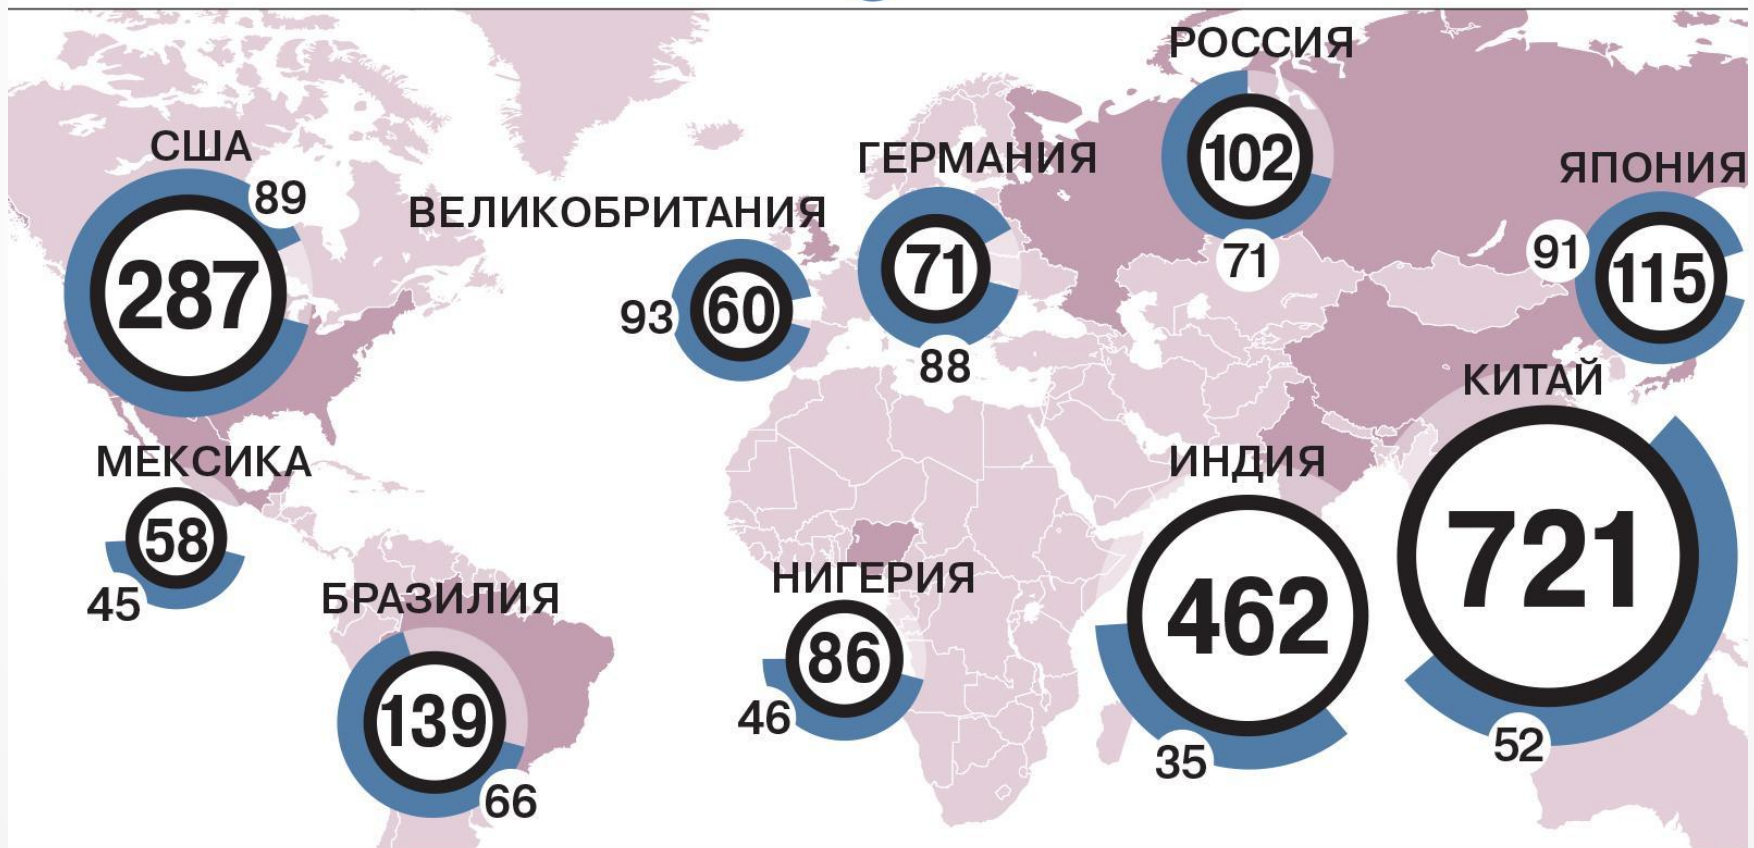 США
89
287
МЕКСИКА
58
45
БРАЗИЛИЯ
139
66
ВЕЛИКОБРИТАНИЯ
93
60
ГЕРМАНИЯ
71
88
РОССИЯ
102
71
ЯПОНИЯ
91
115
НИГЕРИЯ
86
46
ИНДИЯ
462
35
КИТАЙ
721
52